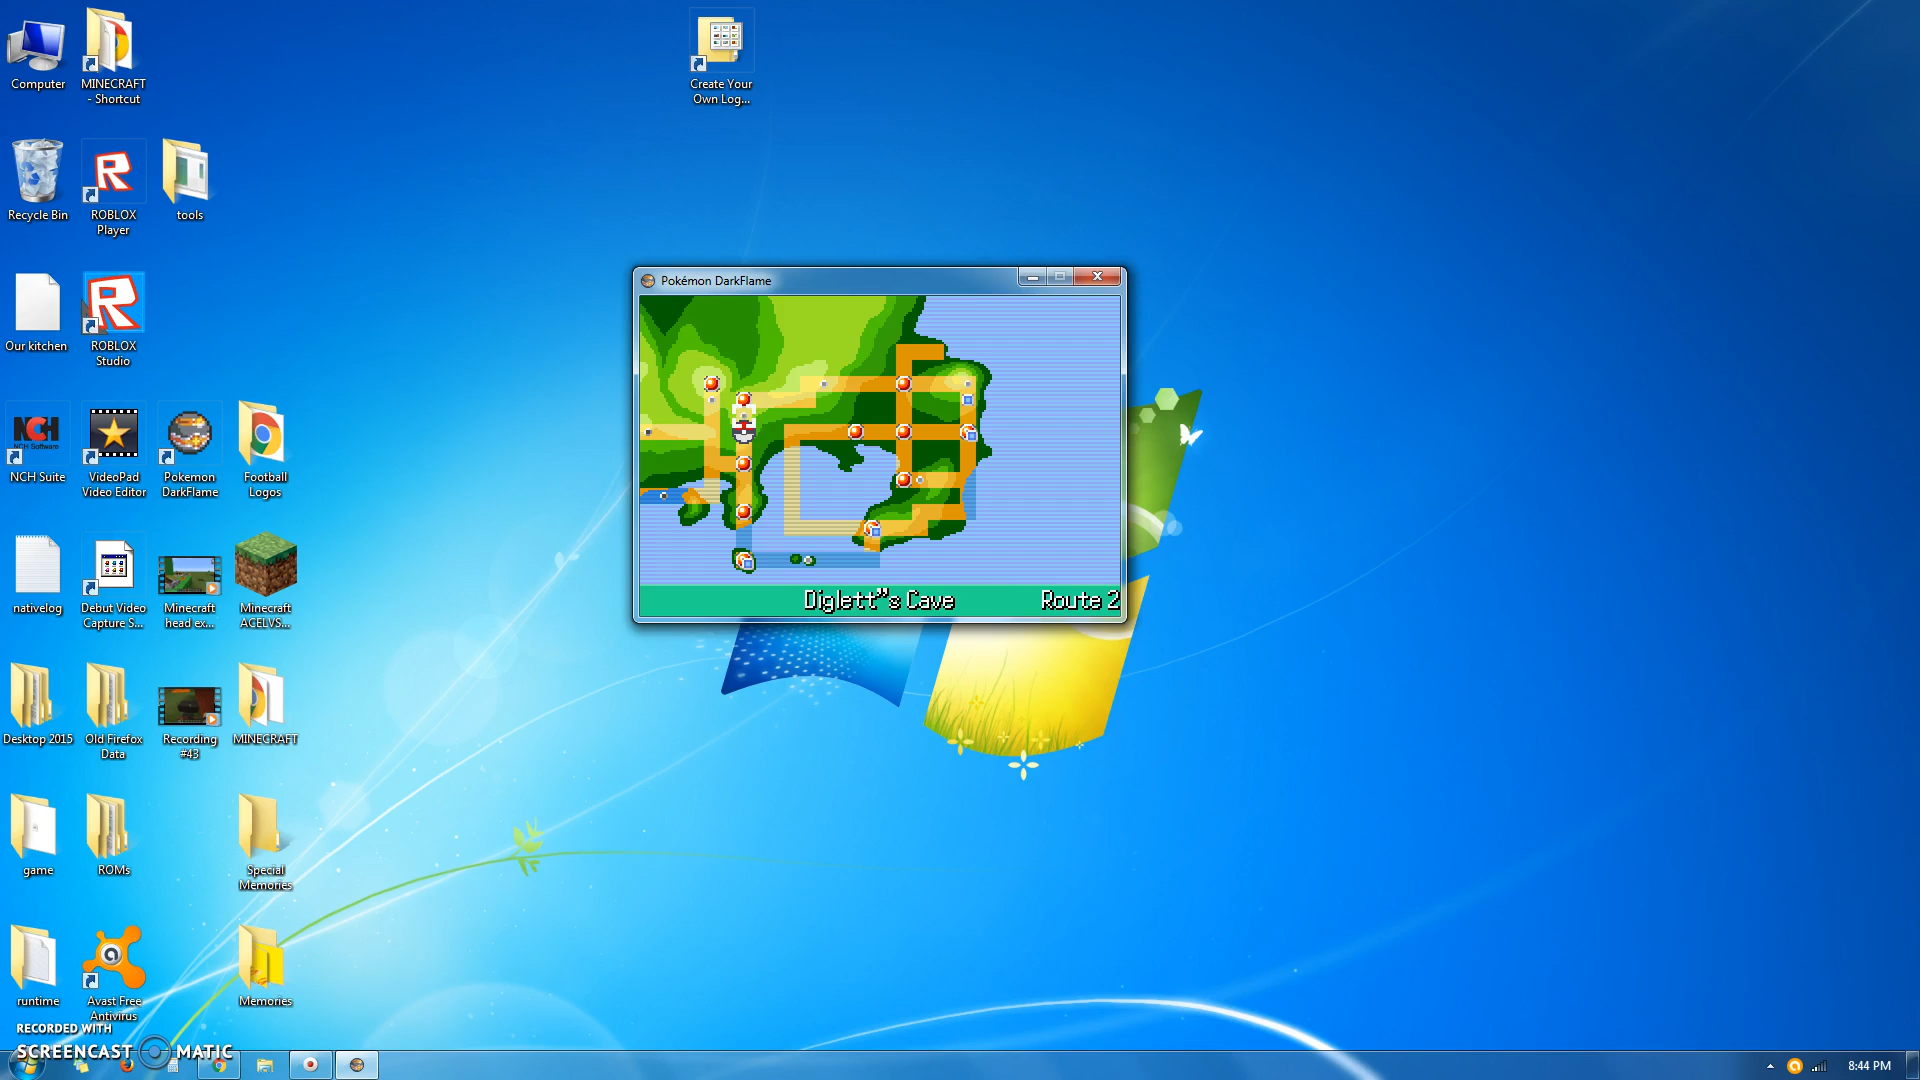 Computer
MINECRAFT
- Shortcut
Create Your
Own Log...
Recycle Bin
ROBLOX
Player
tools
Pokémon DarkFlame
Our kitchen
ROBLOX
Studio
NCH
NCH Software
NCH Suite
VideoPad
Video Editor
Pokemon
DarkFlame
Football
Logos
nativelog
Debut Video
Capture S...
Minecraft
head ex...
Minecraft
ACELVS...
Diglett"s Cave
Route 2
Desktop 2015
Old Firefox
Data
Recording
#43
MINECRAFT
game
ROMs
Special
Memories
runtime
Avast Free
Antivirus
Memories
RECORDED WITH
SCREENCAST MATIC
8:44 PM